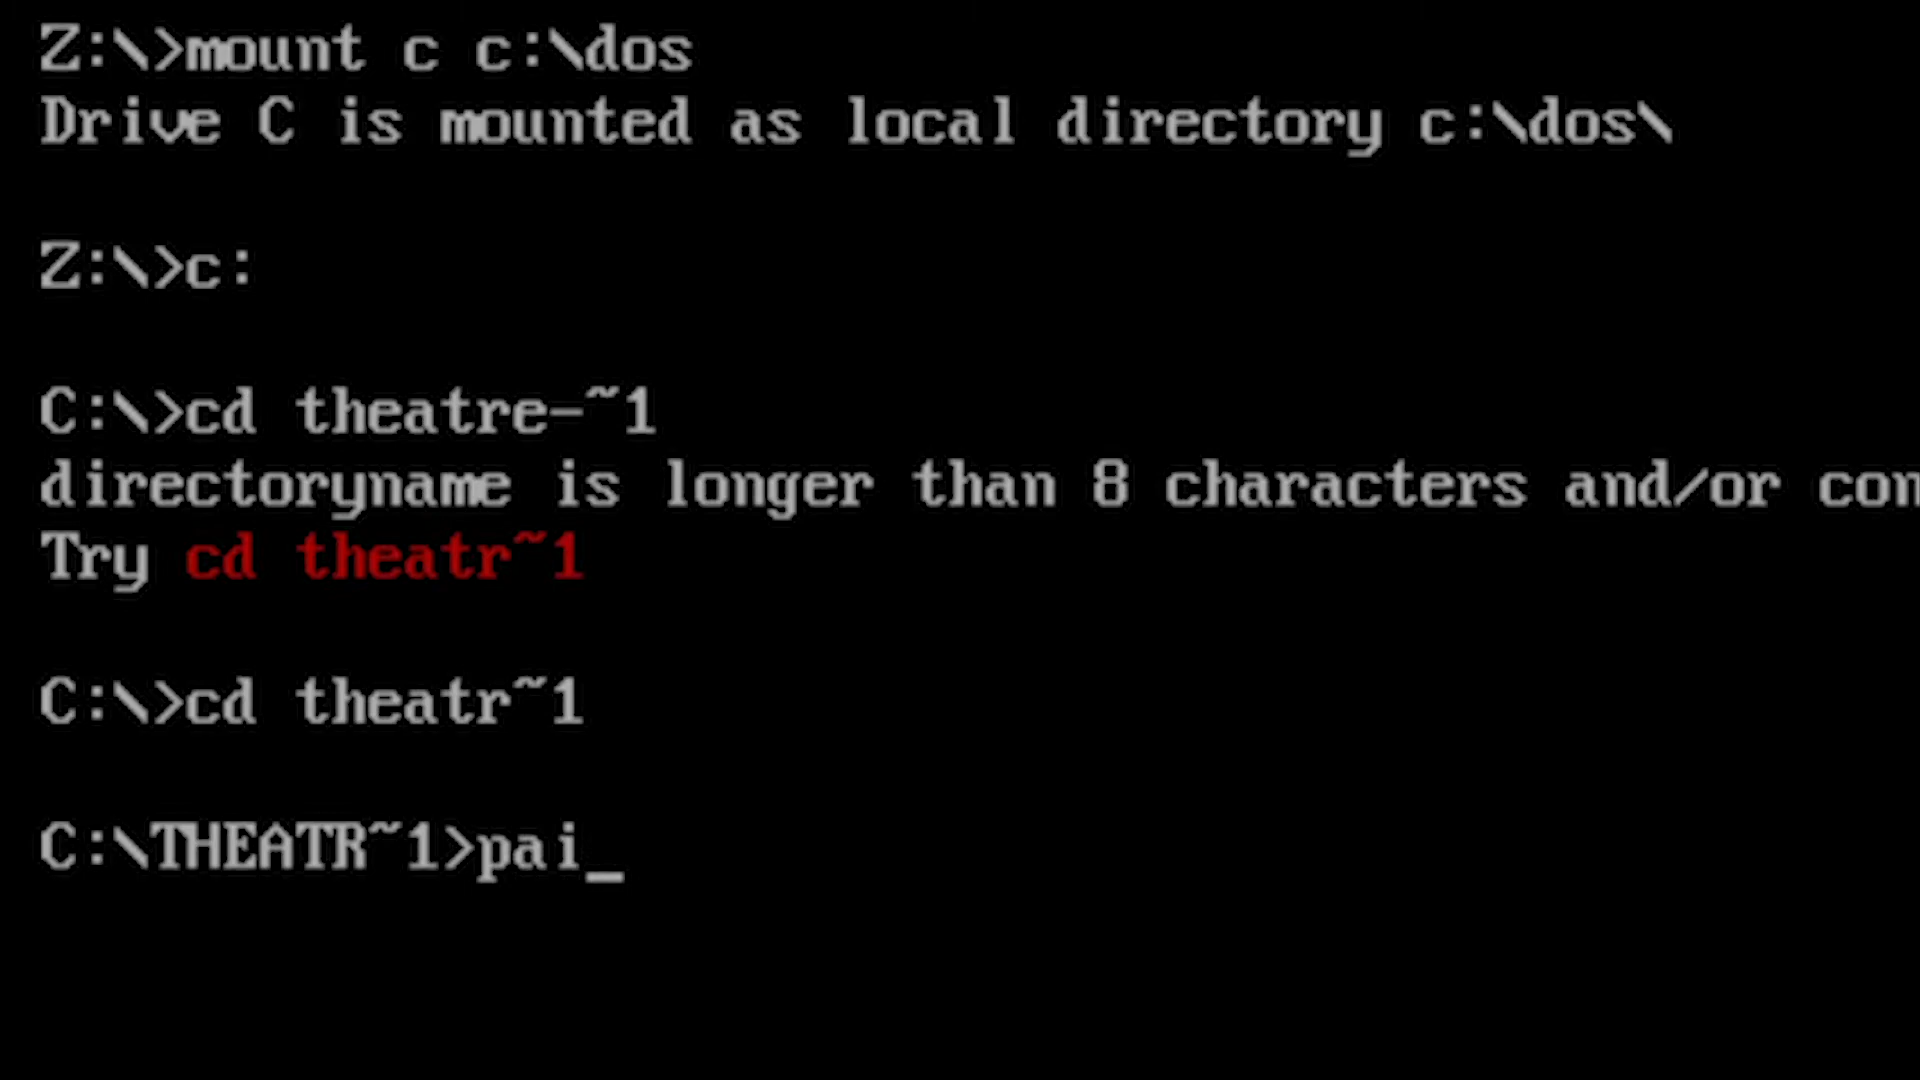 Z:\>mount c c:\dos
Drive C is mounted as local directory c:\dos\
Z:\>c:
C:\>cd theatre-~1
directoryname is longer than 8 characters and/or
Try cd theatr~1
C:\>cd theatr~1
C:\THEATR~1>pai_